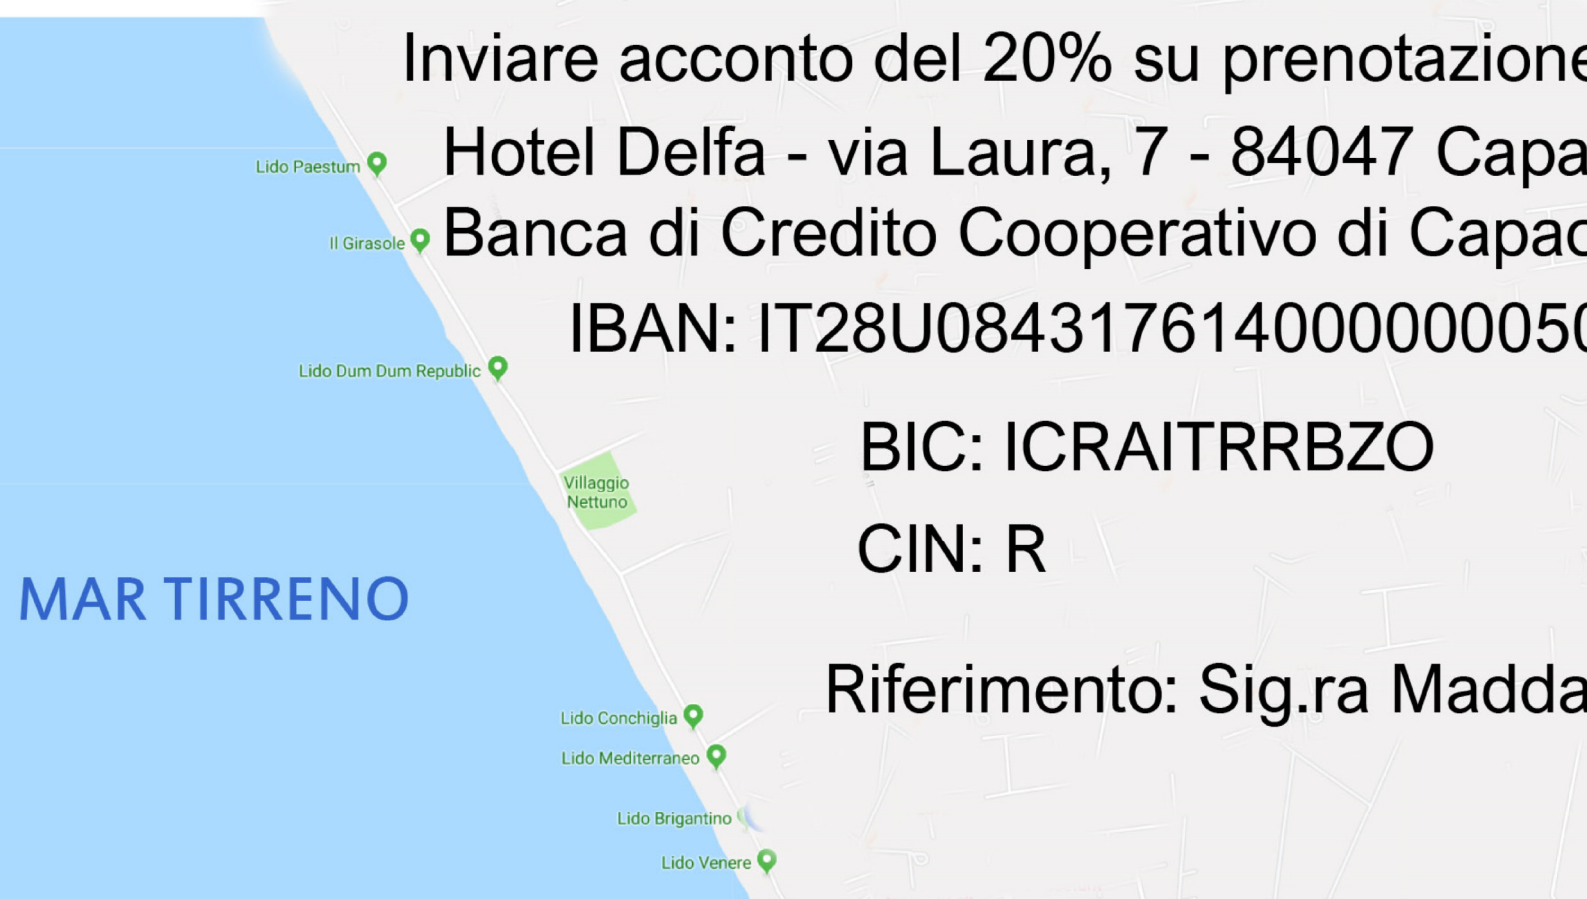 Inviare acconto del 20% su prenotazione
Hotel Delfa - via Laura, 7 - 84047 Capa
Lido Paestum
Banca di Credito Cooperativo di Capac
Il Girasole
IBAN: IT28U0843176140000000050
Lido Dum Dum Republic
BIC: ICRAITRRBZO
Villaggio
Nettuno
CIN: R
MAR TIRRENO
Riferimento: Sig.ra Madda
Lido Conchiglia
Lido Mediterraneo
Lido Brigantino
Lido Venere